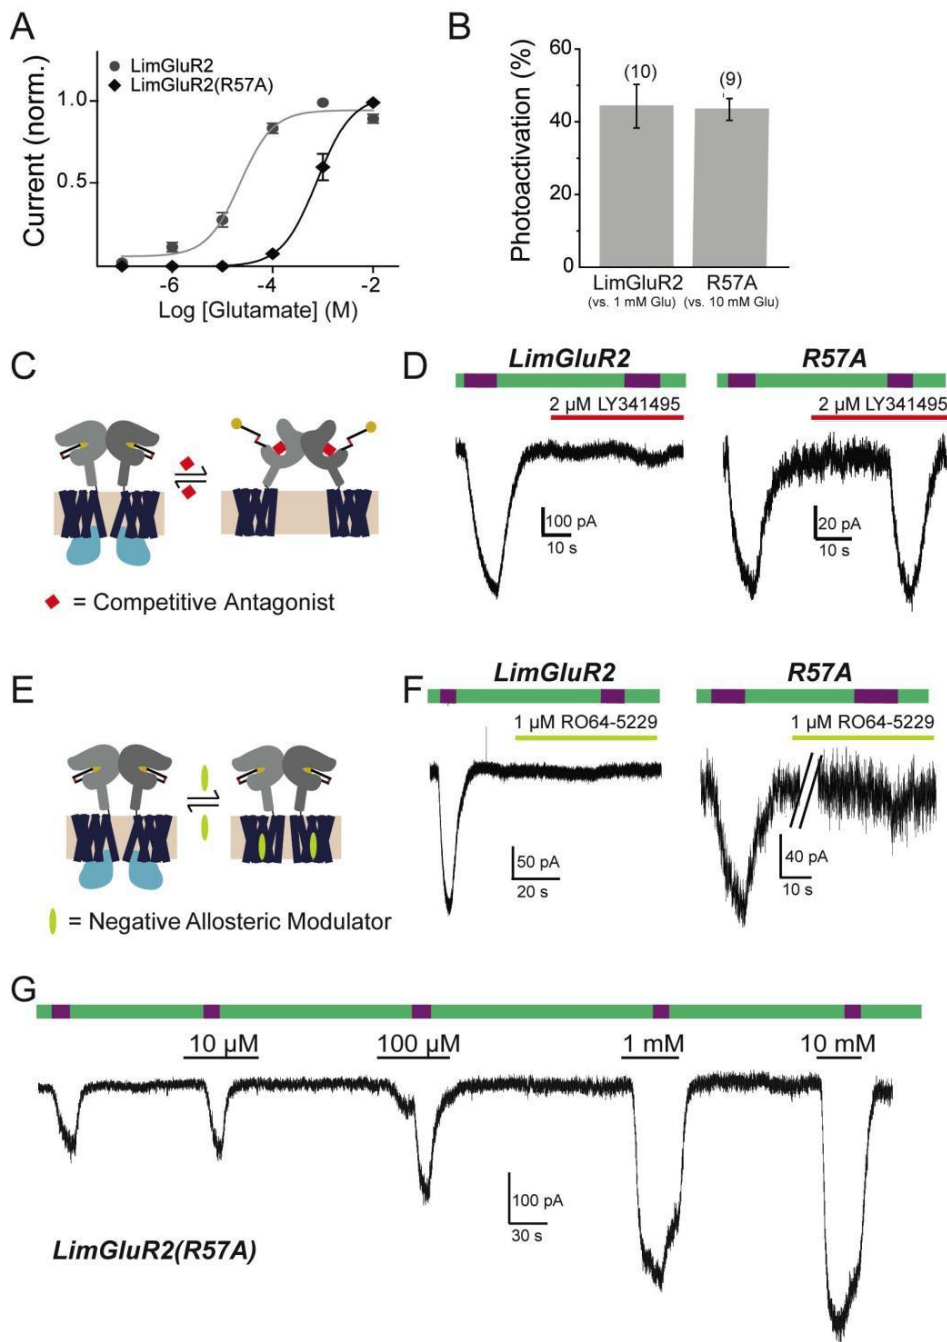 A
LimGluR2
LimGluR2(R57A)
Current (norm.)
1.0
0.5
-6
-4
-2
Log [Glutamate] (M)
B
Photoactivation (%)
60
40
20
0
(10)
(9)
LimGluR2
(vs. 1 mM Glu)
R57A
(vs. 10 mM Glu)
C
= Competitive Antagonist
D
LimGluR2
2 µM LY341495
100 pA
10 s
R57A
2 µM LY341495
20 pA
10 s
E
= Negative Allosteric Modulator
F
LimGluR2
1 µM RO64-5229
50 pA
20 s
R57A
1 µM RO64-5229
40 pA
10 s
G
10 µM
100 µM
1 mM
10 mM
100 pA
30 s
LimGluR2(R57A)